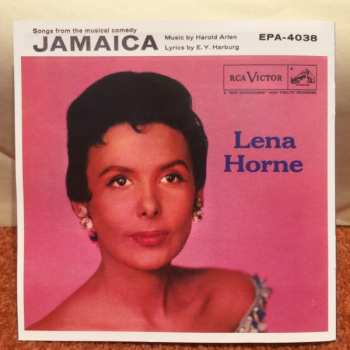 Songs from the musical comedy
JAMAICA
Music by Harold Arlen
Lyrics by E. Y. Harburg
EPA-4038
RCA VICTOR
Lena
Horne